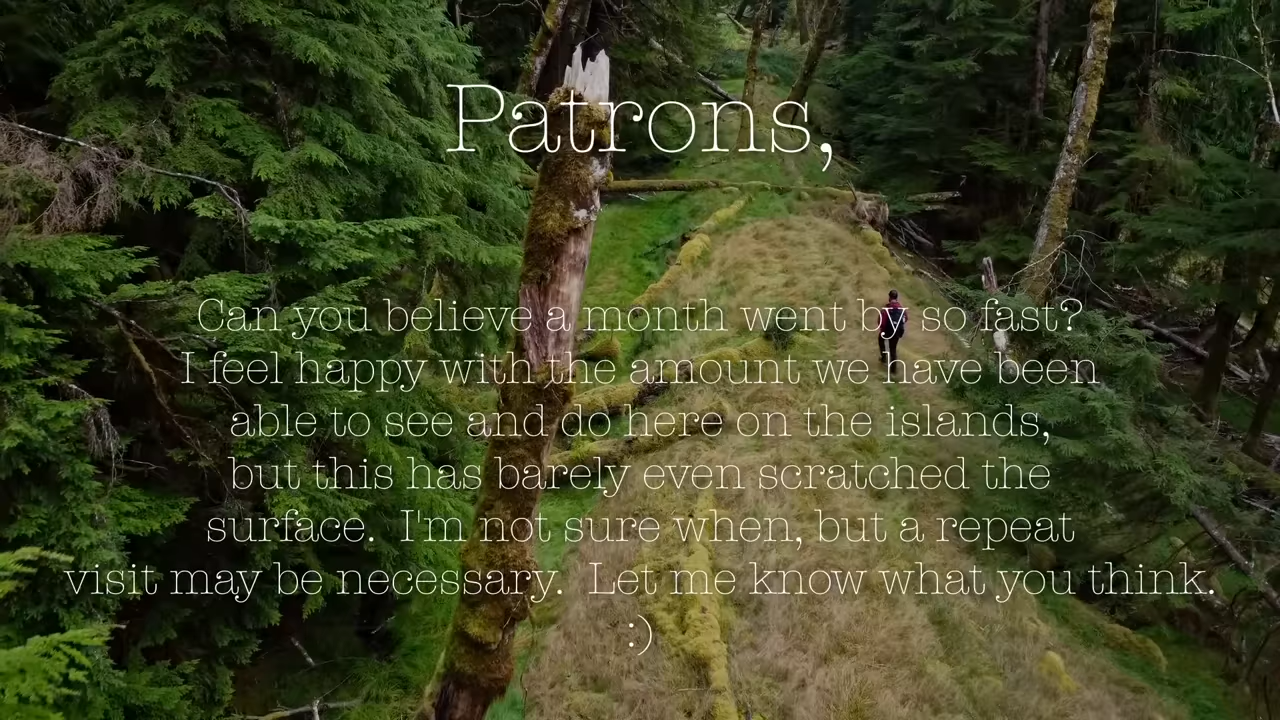 Patrons,
Can you believe a month went by so fast?
I feel happy with the amount we have been
able to see and do here on the islands,
but this has barely even scratched the
surface.  I'm not sure when, but a repeat
visit may be necessary.  Let me know what you think.
:)